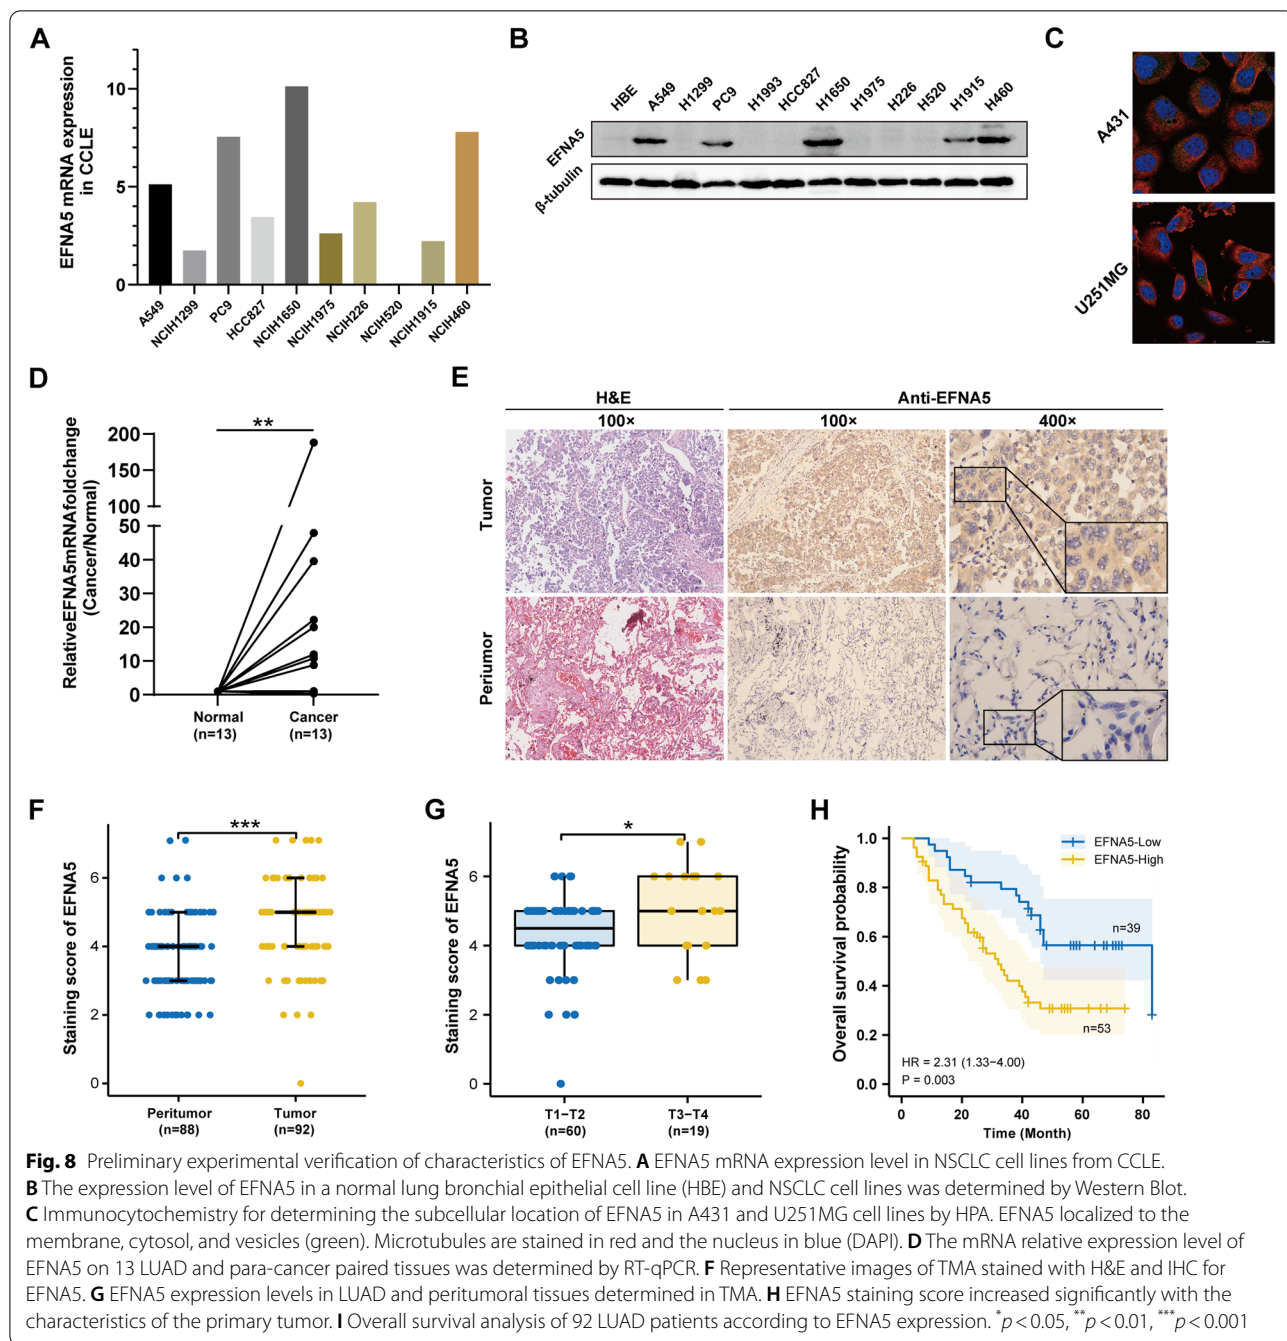 A
EFNA5 mRNA expression
in CCLE
10
5
0
A549
NCIH1299
PC9
HCC827
NCIH1650
NCIH1975
NCIH226
NCIH520
NCIH1915
NCIH460
B
HBE
A549
H1299
PC9
H1993
HCC827
H1650
H1975
H226
H520
H1915
H460
EFNA5
β-tubulin
C
A431
U251MG
D
RelativeEFNA5mRNAfoldchange
(Cancer/Normal)
**
200
150
100
50
40
30
20
10
0
Normal
(n=13)
Cancer
(n=13)
E
H&E
Anti-EFNA5
100×
100×
400×
Tumor
Periumor
F
Staining score of EFNA5
***
6
4
2
0
Peritumor
(n=88)
Tumor
(n=92)
G
Staining score of EFNA5
*
6
4
2
0
T1−T2
(n=60)
T3−T4
(n=19)
H
Overall survival probability
1.0
0.8
0.6
0.4
0.2
0.0
EFNA5-Low
EFNA5-High
n=39
n=53
HR = 2.31 (1.33−4.00)
P = 0.003
0 20 40 60 80
Time (Month)
Fig. 8 Preliminary experimental verification of characteristics of EFNA5. A EFNA5 mRNA expression level in NSCLC cell lines from CCLE.
B The expression level of EFNA5 in a normal lung bronchial epithelial cell line (HBE) and NSCLC cell lines was determined by Western Blot.
C Immunocytochemistry for determining the subcellular location of EFNA5 in A431 and U251MG cell lines by HPA. EFNA5 localized to the
membrane, cytosol, and vesicles (green). Microtubules are stained in red and the nucleus in blue (DAPI). D The mRNA relative expression level of
EFNA5 on 13 LUAD and para-cancer paired tissues was determined by RT-qPCR. F Representative images of TMA stained with H&E and IHC for
EFNA5. G EFNA5 expression levels in LUAD and peritumoral tissues determined in TMA. H EFNA5 staining score increased significantly with the
characteristics of the primary tumor. I Overall survival analysis of 92 LUAD patients according to EFNA5 expression. *p < 0.05, **p < 0.01, ***p < 0.001